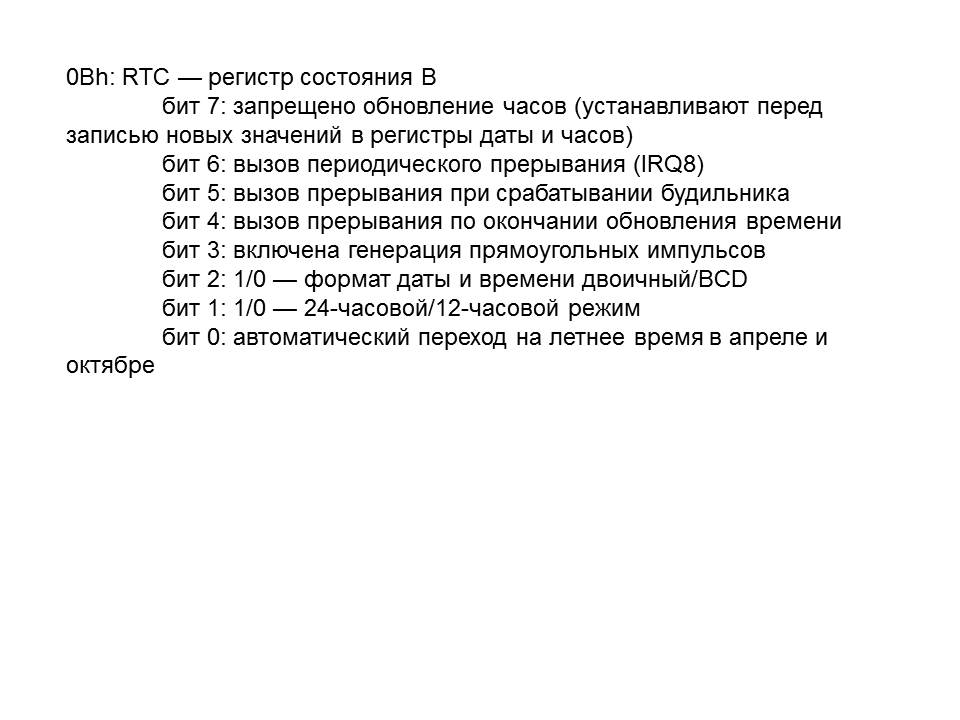 0Bh: RTC — регистр состояния B
бит 7: запрещено обновление часов (устанавливают перед
записью новых значений в регистры даты и часов)
бит 6: вызов периодического прерывания (IRQ8)
бит 5: вызов прерывания при срабатывании будильника
бит 4: вызов прерывания по окончании обновления времени
бит 3: включена генерация прямоугольных импульсов
бит 2: 1/0 — формат даты и времени двоичный/BCD
бит 1: 1/0 — 24-часовой/12-часовой режим
бит 0: автоматический переход на летнее время в апреле и
октябре